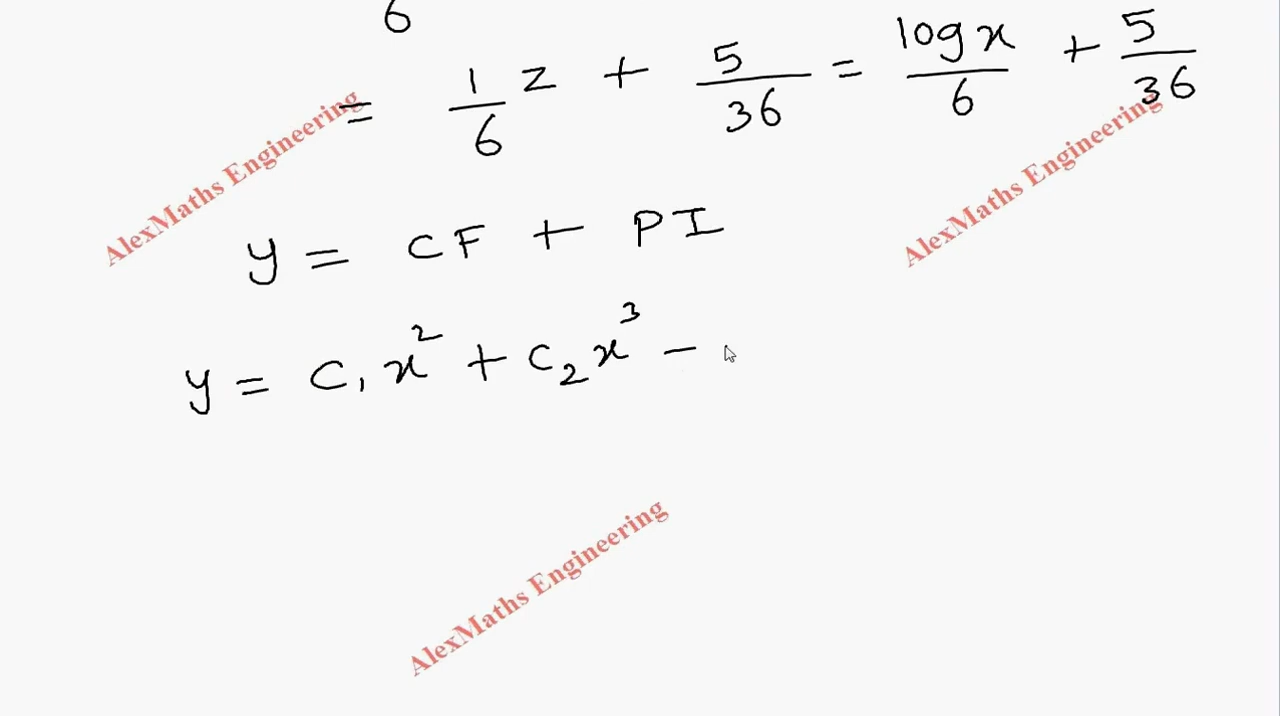 6
= 1/6 z + 5/36 = log x/6 + 5/36
AlexMaths Engineering
AlexMaths Engineering
y = CF + PI
y = C₁x² + C₂x³ −
AlexMaths Engineering